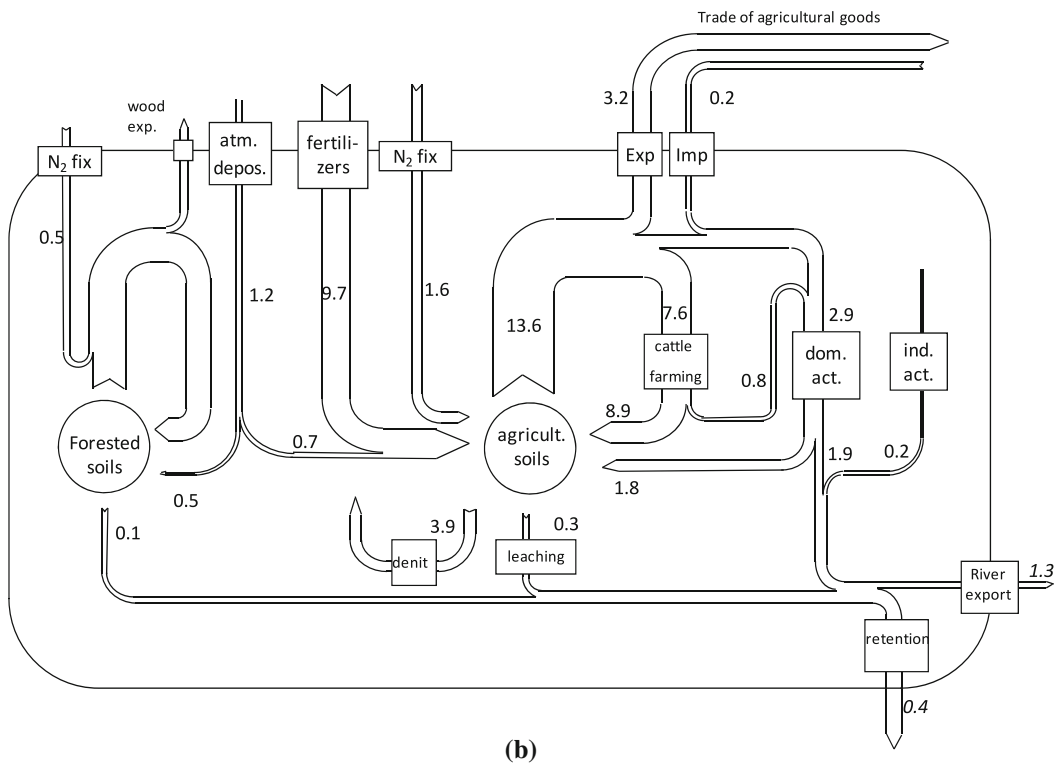 Trade of agricultural goods
wood
exp.
3.2
0.2
N2 fix
atm.
depos.
fertili-
zers
N2 fix
Exp
Imp
0.5
1.2
9.7
1.6
13.6
7.6
2.9
cattle
farming
dom.
act.
ind.
act.
0.8
8.9
Forested
soils
0.7
agricult.
soils
1.9
0.2
0.5
1.8
0.1
3.9
0.3
denit
leaching
River
export
1.3
retention
0.4
(b)